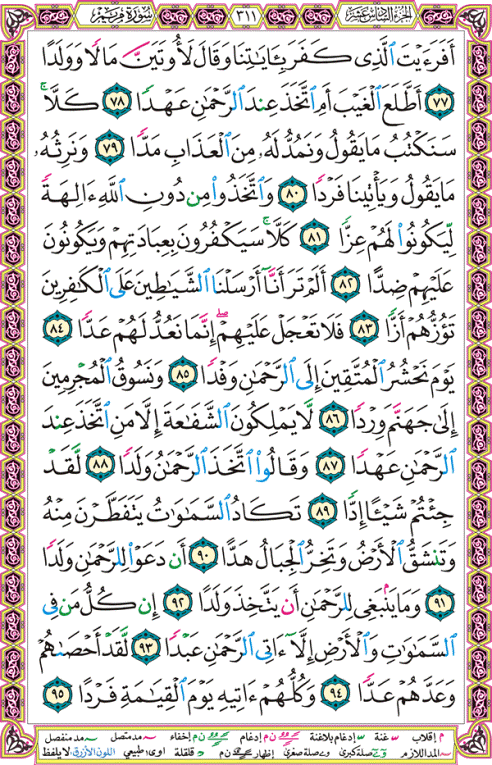 الجزء السادس عشر ٣١١ سورة مريم
أَفَرَءَيْتَ ٱلَّذِى كَفَرَ بِـَٔايَٰتِنَا وَقَالَ لَأُوتَيَنَّ مَالًا وَوَلَدًا
٧٧ أَطَّلَعَ ٱلْغَيْبَ أَمِ ٱتَّخَذَ عِندَ ٱلرَّحْمَٰنِ عَهْدًا ٧٨ كَلَّا ۚ
سَنَكْتُبُ مَا يَقُولُ وَنَمُدُّ لَهُۥ مِنَ ٱلْعَذَابِ مَدًّا ٧٩ وَنَرِثُهُۥ
مَا يَقُولُ وَيَأْتِينَا فَرْدًا ٨٠ وَٱتَّخَذُوا۟ مِن دُونِ ٱللَّهِ ءَالِهَةً
لِّيَكُونُوا۟ لَهُمْ عِزًّا ٨١ كَلَّا ۚ سَيَكْفُرُونَ بِعِبَادَتِهِمْ وَيَكُونُونَ
عَلَيْهِمْ ضِدًّا ٨٢ أَلَمْ تَرَ أَنَّآ أَرْسَلْنَا ٱلشَّيَٰطِينَ عَلَى ٱلْكَٰفِرِينَ
تَؤُزُّهُمْ أَزًّا ٨٣ فَلَا تَعْجَلْ عَلَيْهِمْ ۖ إِنَّمَا نَعُدُّ لَهُمْ عَدًّا ٨٤
يَوْمَ نَحْشُرُ ٱلْمُتَّقِينَ إِلَى ٱلرَّحْمَٰنِ وَفْدًا ٨٥ وَنَسُوقُ ٱلْمُجْرِمِينَ
إِلَىٰ جَهَنَّمَ وِرْدًا ٨٦ لَّا يَمْلِكُونَ ٱلشَّفَٰعَةَ إِلَّا مَنِ ٱتَّخَذَ عِندَ
ٱلرَّحْمَٰنِ عَهْدًا ٨٧ وَقَالُوا۟ ٱتَّخَذَ ٱلرَّحْمَٰنُ وَلَدًا ٨٨ لَّقَدْ
جِئْتُمْ شَيْـًٔا إِدًّا ٨٩ تَكَادُ ٱلسَّمَٰوَٰتُ يَتَفَطَّرْنَ مِنْهُ
وَتَنشَقُّ ٱلْأَرْضُ وَتَخِرُّ ٱلْجِبَالُ هَدًّا ٩٠ أَن دَعَوْا۟ لِلرَّحْمَٰنِ وَلَدًا
٩١ وَمَا يَنۢبَغِى لِلرَّحْمَٰنِ أَن يَتَّخِذَ وَلَدًا ٩٢ إِن كُلُّ مَن فِى
ٱلسَّمَٰوَٰتِ وَٱلْأَرْضِ إِلَّآ ءَاتِى ٱلرَّحْمَٰنِ عَبْدًا ٩٣ لَّقَدْ أَحْصَىٰهُمْ
وَعَدَّهُمْ عَدًّا ٩٤ وَكُلُّهُمْ ءَاتِيهِ يَوْمَ ٱلْقِيَٰمَةِ فَرْدًا ٩٥
م إقلاب غنة إدغام بلاغنة ن م إدغام ن م إخفاء مد متصل مد منفصل
المد اللازم صلة كبرى صلة صغرى إظهار ن م قلقلة اوى: طبيعي اللون الأزرق: لا يلفظ